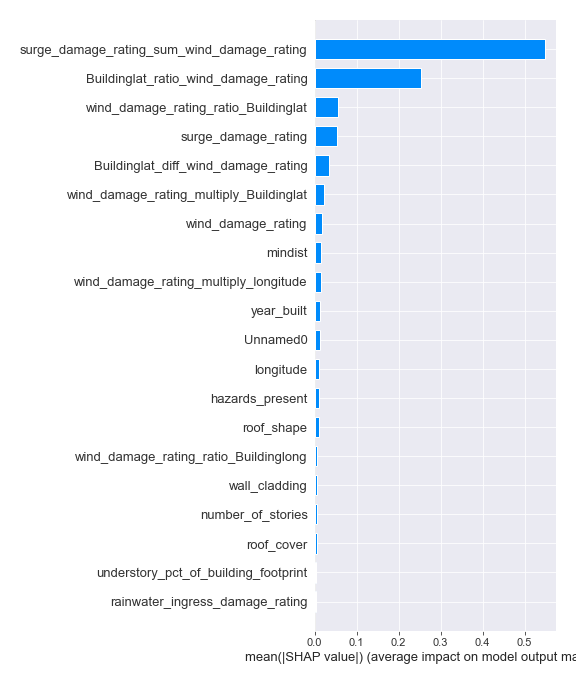 surge_damage_rating_sum_wind_damage_rating
Buildinglat_ratio_wind_damage_rating
wind_damage_rating_ratio_Buildinglat
surge_damage_rating
Buildinglat_diff_wind_damage_rating
wind_damage_rating_multiply_Buildinglat
wind_damage_rating
mindist
wind_damage_rating_multiply_longitude
year_built
Unnamed0
longitude
hazards_present
roof_shape
wind_damage_rating_ratio_Buildinglong
wall_cladding
number_of_stories
roof_cover
understory_pct_of_building_footprint
rainwater_ingress_damage_rating
0.0 0.1 0.2 0.3 0.4 0.5
mean(|SHAP value|) (average impact on model output ma